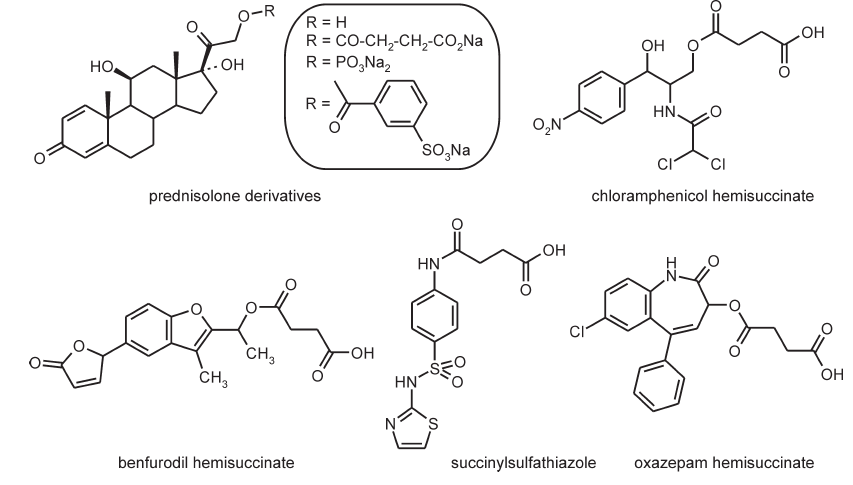 O
O—R
HO
OH
O
R = H
R = CO-CH2-CH2-CO2Na
R = PO3Na2
R =
O
SO3Na
prednisolone derivatives
O
OH
O
OH
O
HN
O
O2N
Cl
Cl
chloramphenicol hemisuccinate
O
O
O
O
O
CH3
CH3
OH
O
benfurodil hemisuccinate
O
HN
OH
O
S
O
O
HN
N
S
succinylsulfathiazole
H
N
O
O
Cl
O
O
OH
oxazepam hemisuccinate